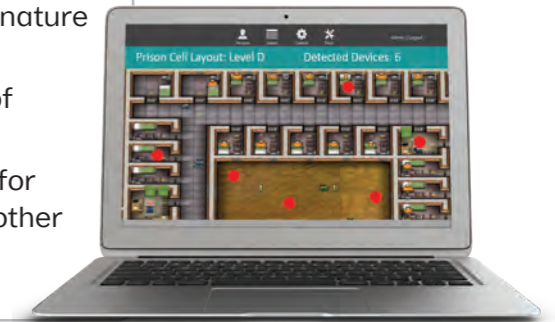 nature
of
for
other
Prison Cell Layout: Level D
Detected Devices: 6